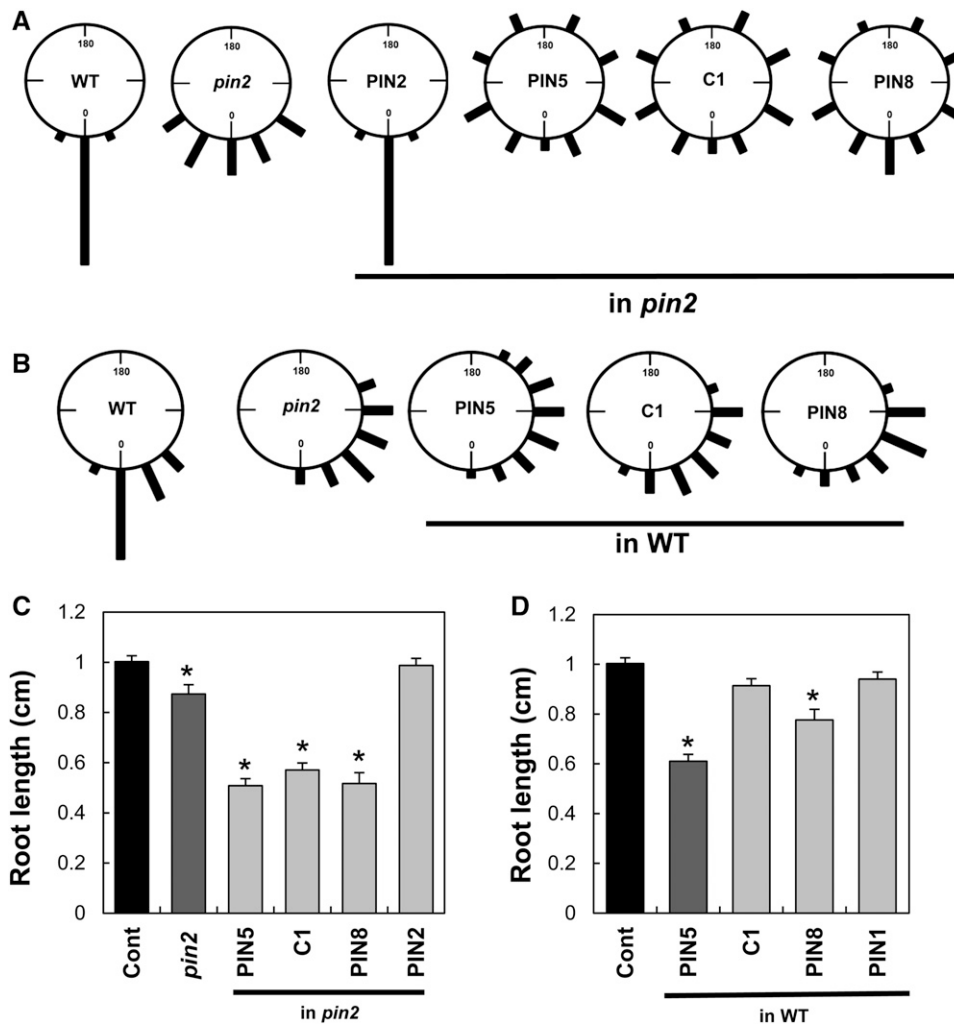 A
180
WT
0
180
pin2
0
180
PIN2
0
180
PIN5
0
180
C1
0
180
PIN8
0
in pin2
B
180
WT
0
180
pin2
0
180
PIN5
0
180
C1
0
180
PIN8
0
in WT
C
Root length (cm)
1.2
1
0.8
0.6
0.4
0.2
0
*
*
*
*
Cont
pin2
PIN5
C1
PIN8
PIN2
in pin2
D
Root length (cm)
1.2
1
0.8
0.6
0.4
0.2
0
*
*
Cont
PIN5
C1
PIN8
PIN1
in WT